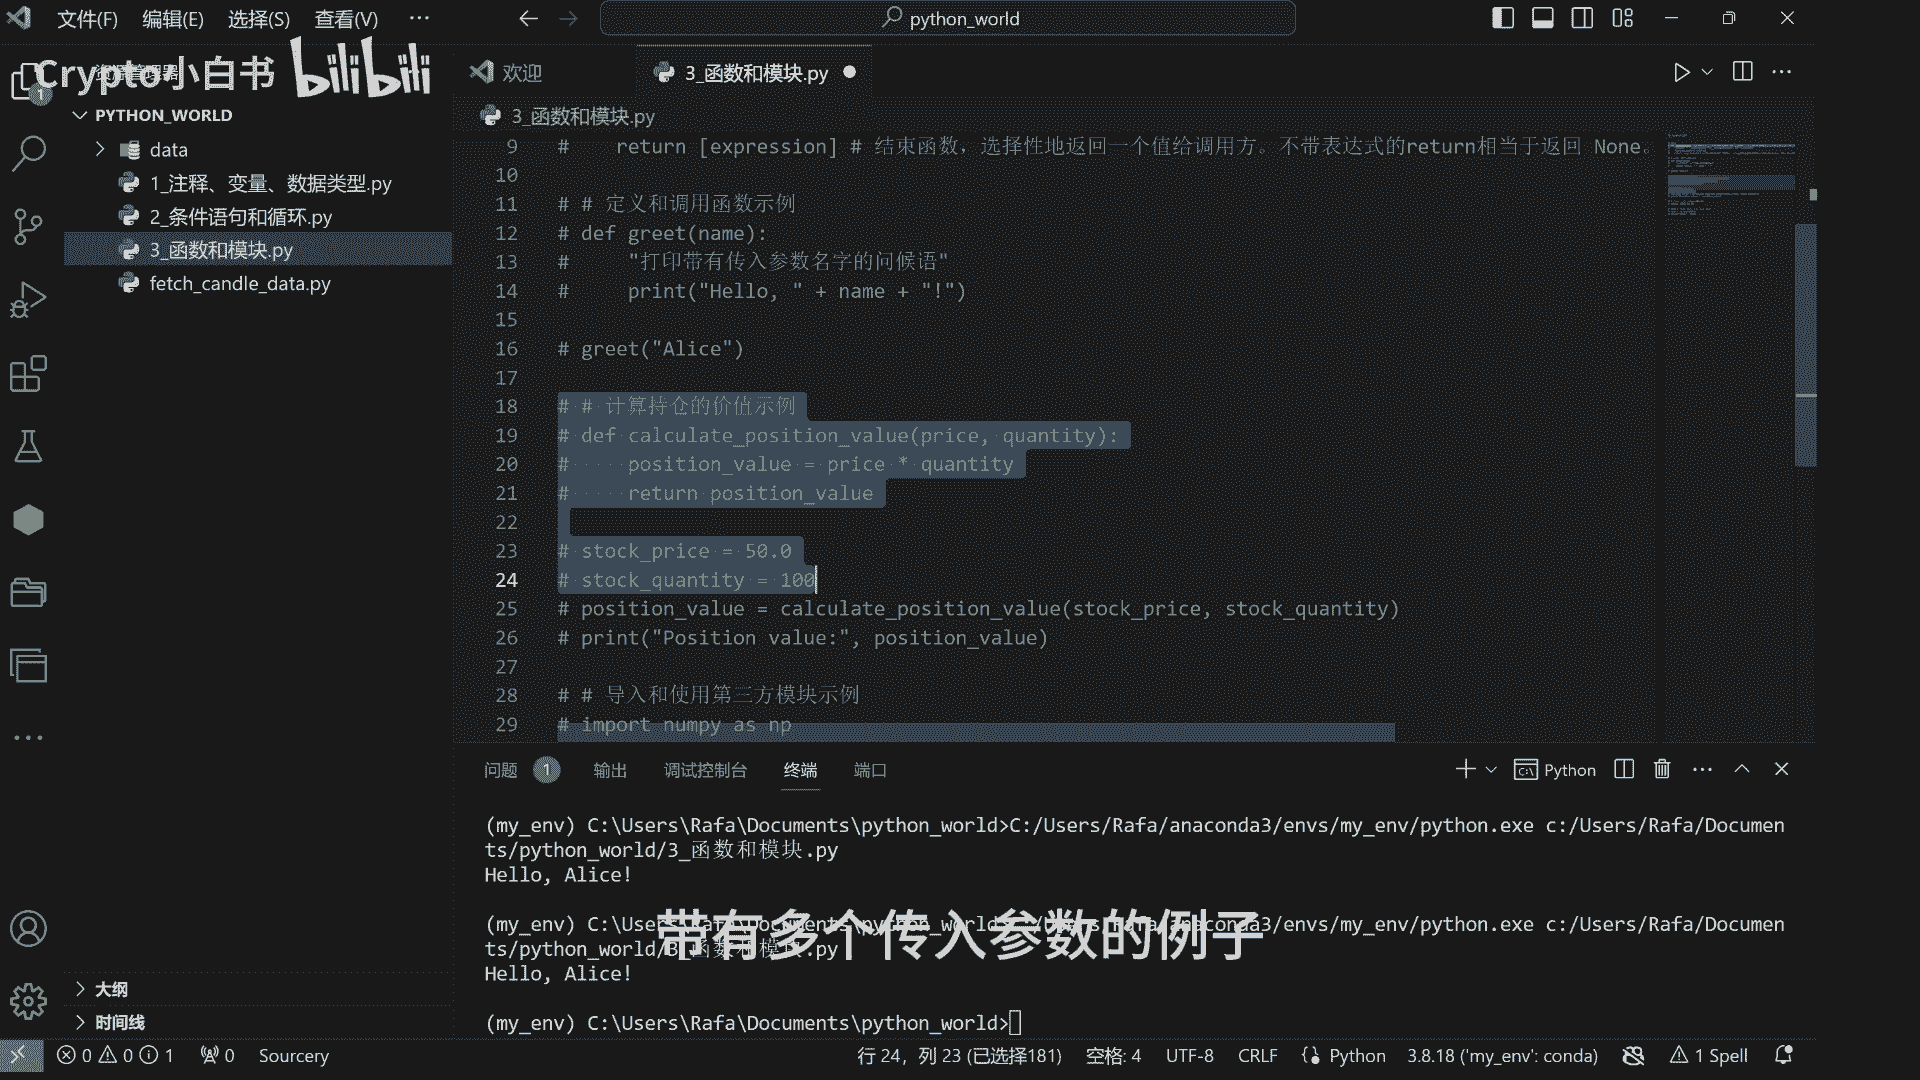 文件(F) 编辑(E) 选择(S) 查看(V) ··· python_world
Crypto小白书 bilibili
1
欢迎 3_函数和模块.py
PYTHON_WORLD
data
1_注释、变量、数据类型.py
2_条件语句和循环.py
3_函数和模块.py
fetch_candle_data.py
大纲
时间线
3_函数和模块.py
9 #    return [expression] # 结束函数，选择性地返回一个值给调用方。不带表达式的return相当于返回 None。
10
11 # # 定义和调用函数示例
12 # def greet(name):
13 #     "打印带有传入参数名字的问候语"
14 #     print("Hello, " + name + "!")
15
16 # greet("Alice")
17
18 # # 计算持仓的价值示例
19 # def calculate_position_value(price, quantity):
20 #     position_value = price * quantity
21 #     return position_value
22
23 # stock_price = 50.0
24 # stock_quantity = 100
25 # position_value = calculate_position_value(stock_price, stock_quantity)
26 # print("Position value:", position_value)
27
28 # # 导入和使用第三方模块示例
29 # import numpy as np
问题 1 输出 调试控制台 终端 端口 Python
(my_env) C:\Users\Rafa\Documents\python_world>C:/Users/Rafa/anaconda3/envs/my_env/python.exe c:/Users/Rafa/Documen
ts/python_world/3_函数和模块.py
Hello, Alice!
(my_env) C:\Users\Rafa\Documents\python_world>C:/Users/Rafa/anaconda3/envs/my_env/python.exe c:/Users/Rafa/Documen
ts/python_world/3_函数和模块.py
带有多个传入参数的例子
Hello, Alice!
(my_env) C:\Users\Rafa\Documents\python_world>
0 0 1 0 Sourcery 行 24，列 23 (已选择181) 空格: 4 UTF-8 CRLF Python 3.8.18 ('my_env': conda) 1 Spell